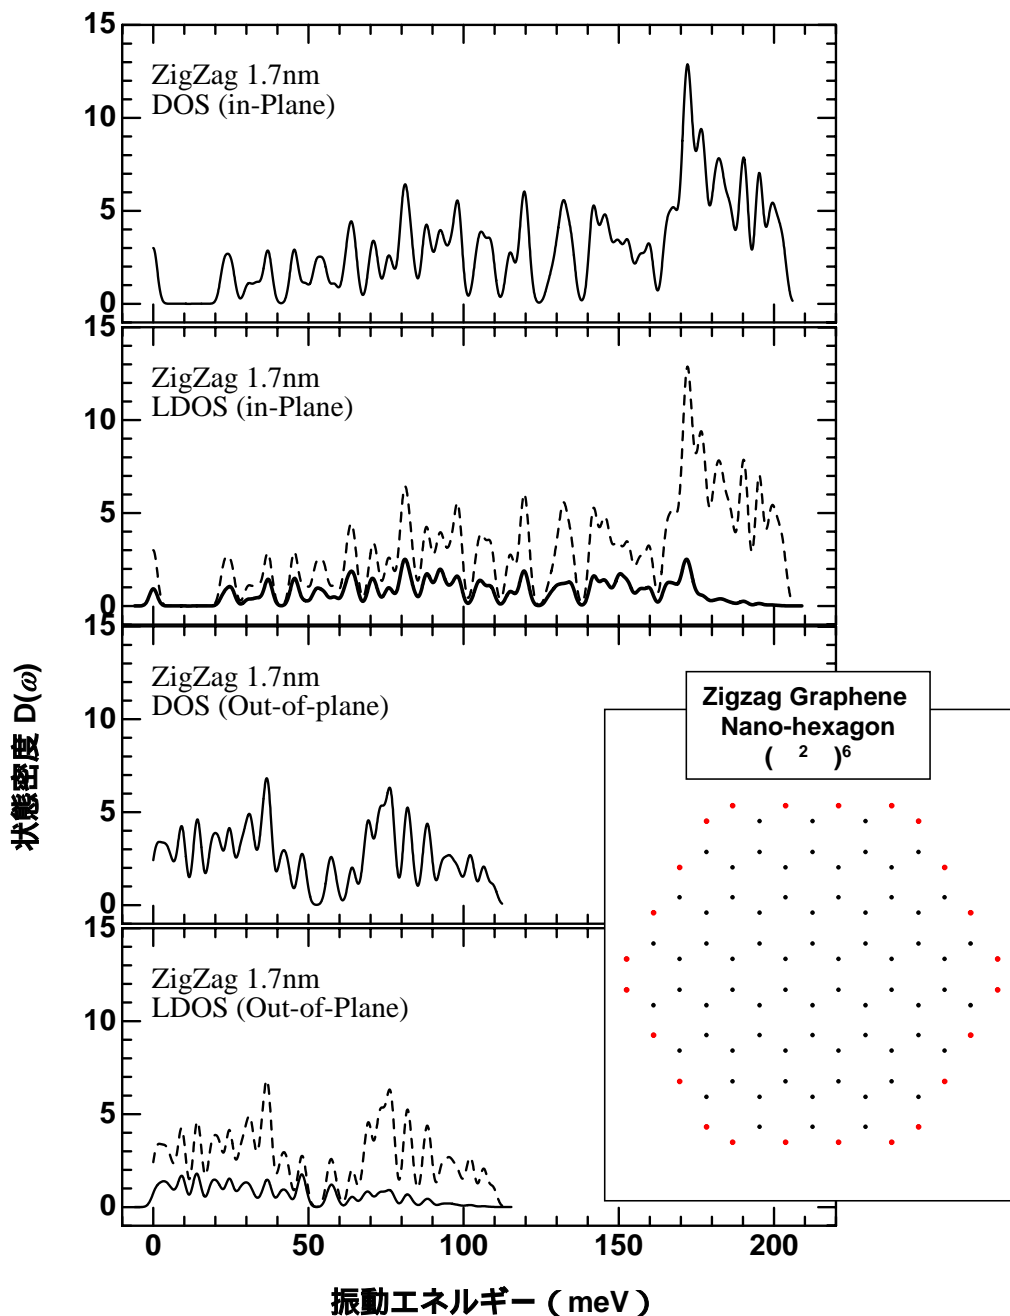 15
ZigZag 1.7nm
DOS (in-Plane)
10
5
0
15
ZigZag 1.7nm
LDOS (in-Plane)
10
5
0
15
ZigZag 1.7nm
DOS (Out-of-plane)
10
5
0
15
ZigZag 1.7nm
LDOS (Out-of-Plane)
10
5
0
0 50 100 150 200
振動エネルギー ( meV )
状態密度 D(ω)
Zigzag Graphene
Nano-hexagon
( 2 )6